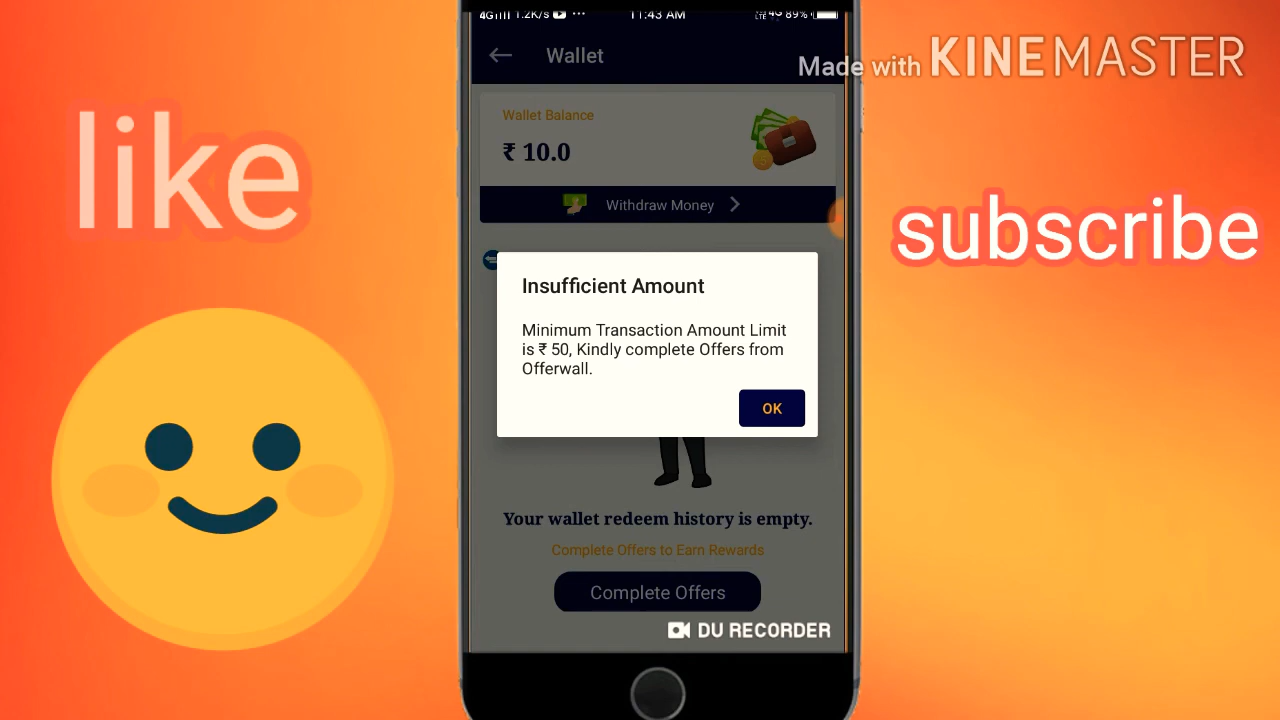 4G 1.2K/s ... 11:43 AM 4G 89%
LTE
Wallet
Made with KINEMASTER
like
Wallet Balance
₹ 10.0
Withdraw Money
subscribe
Insufficient Amount
Minimum Transaction Amount Limit
is ₹ 50, Kindly complete Offers from
Offerwall.
OK
Your wallet redeem history is empty.
Complete Offers to Earn Rewards
Complete Offers
DU RECORDER